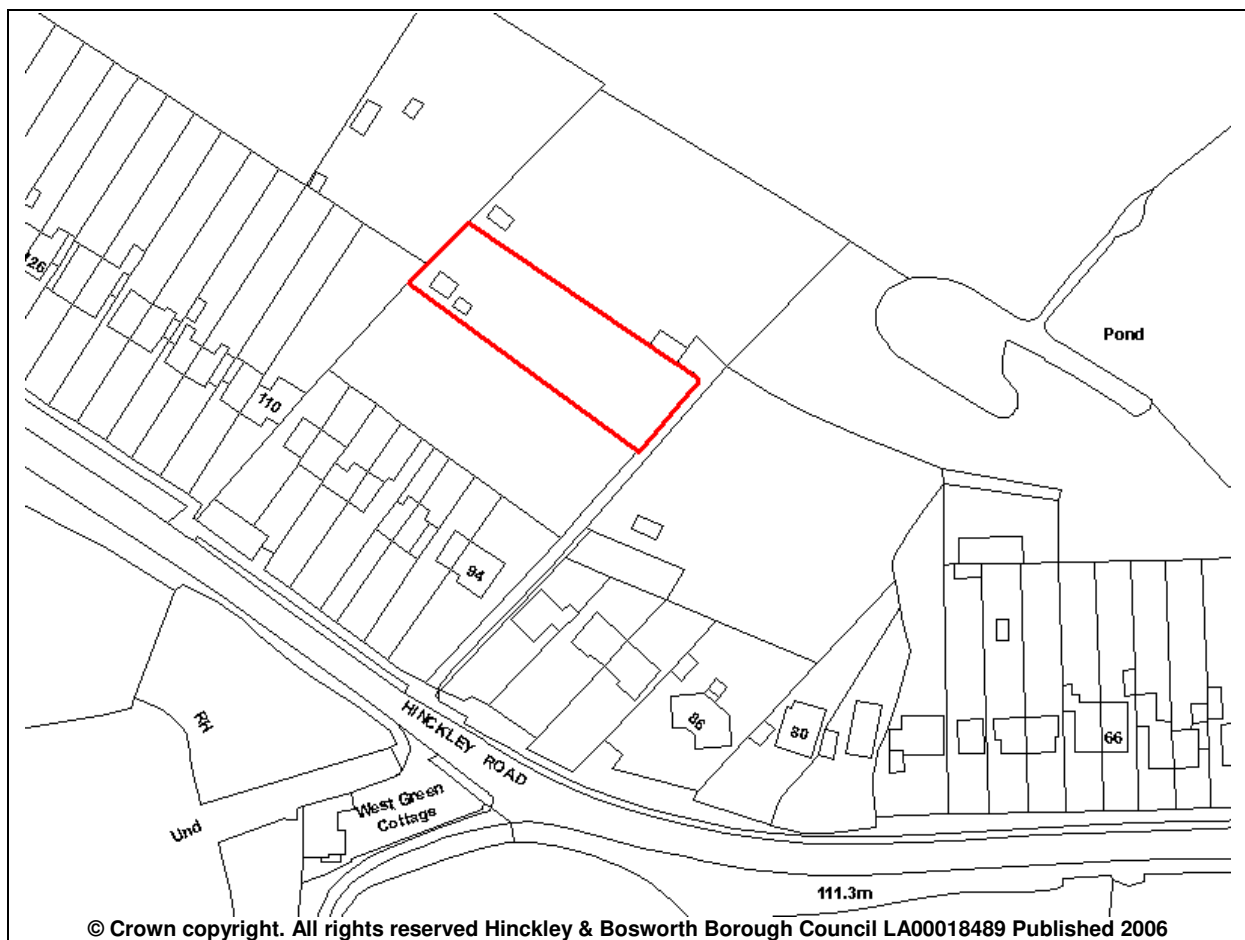 126
110
Pond
94
HINCKLEY ROAD
86
80
66
RH
West Green
Cottage
Und
111.3m
© Crown copyright. All rights reserved Hinckley & Bosworth Borough Council LA00018489 Published 2006